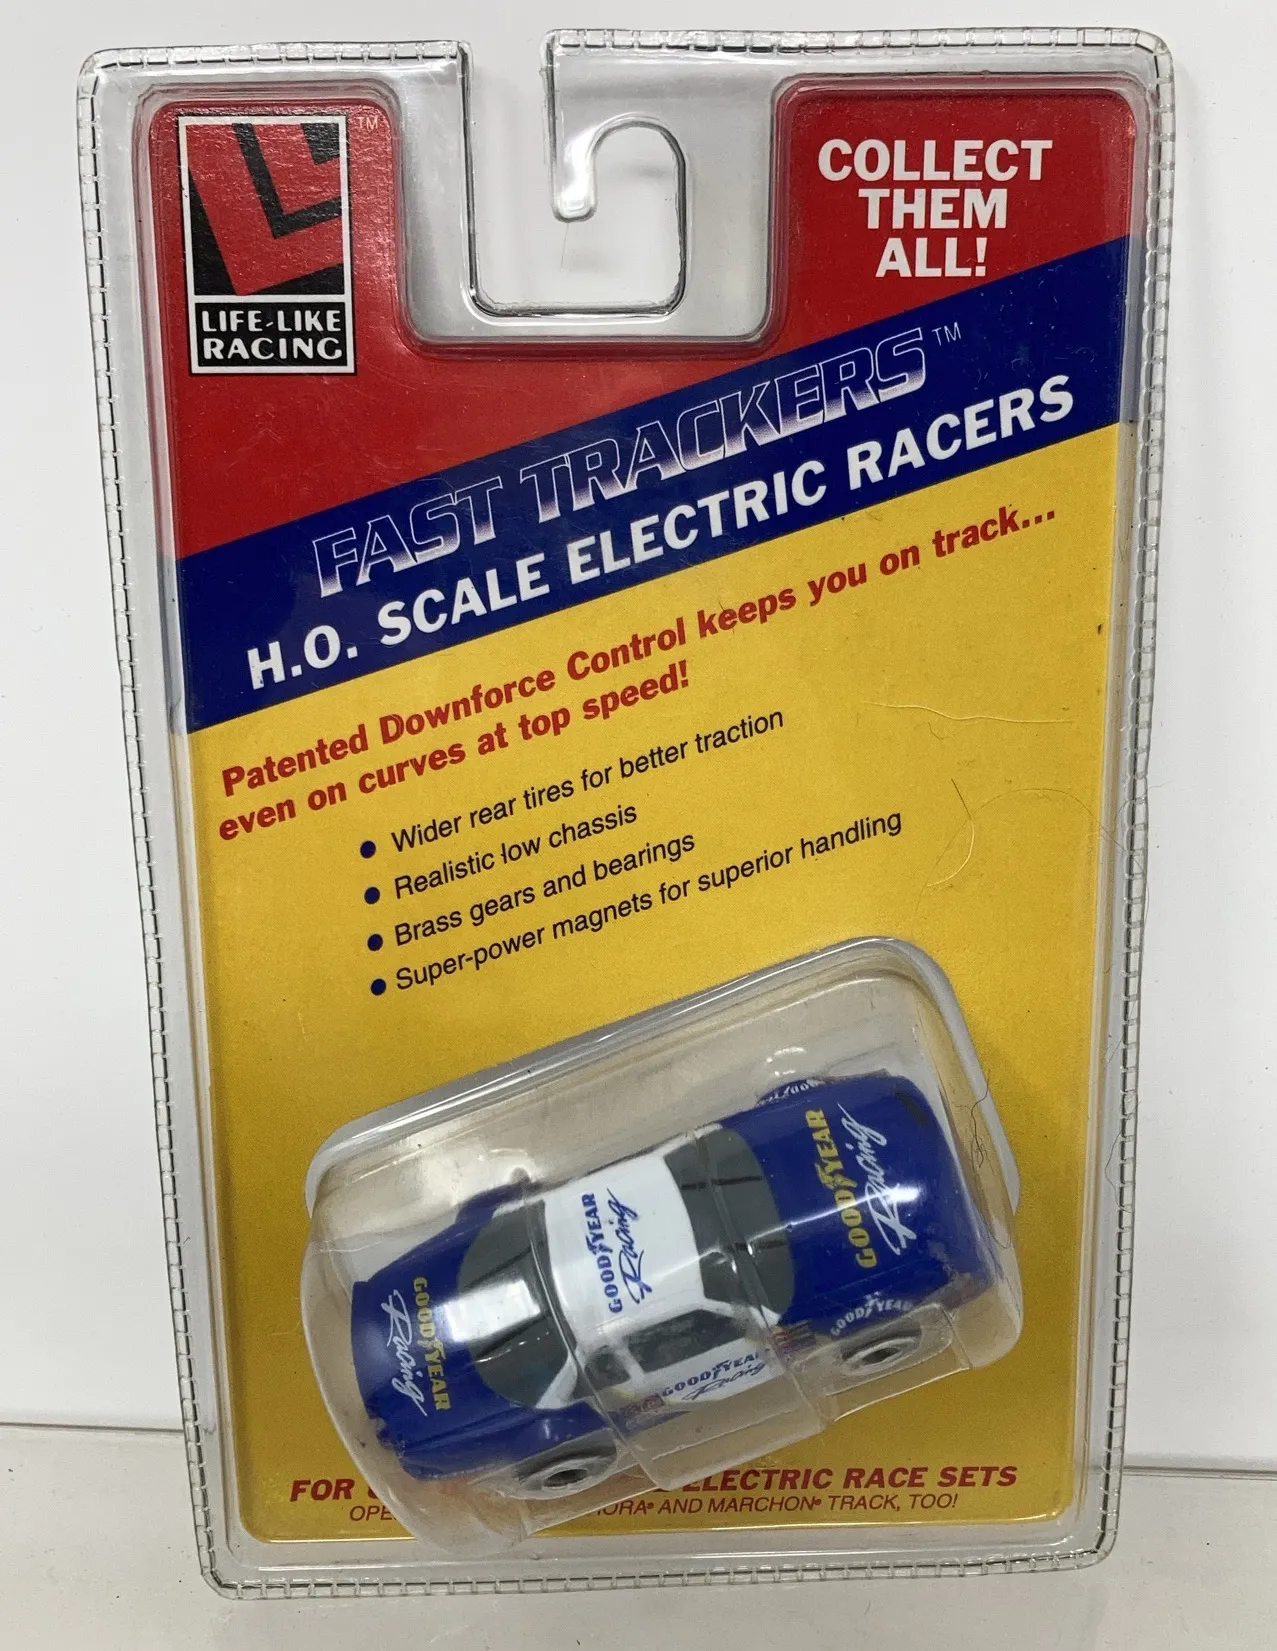 TM
LIFE-LIKE
RACING
COLLECT
THEM
ALL!
FAST TRACKERS™
H.O. SCALE ELECTRIC RACERS
Patented Downforce Control keeps you on track...
even on curves at top speed!
• Wider rear tires for better traction
• Realistic low chassis
• Brass gears and bearings
• Super-power magnets for superior handling
GOODYEAR
Racing
GOODYEAR
Racing
GOODYEAR
Racing
GOODYEAR
GOODYEAR
Racing
FOR ELECTRIC RACE SETS
AND MARCHON® TRACK, TOO!